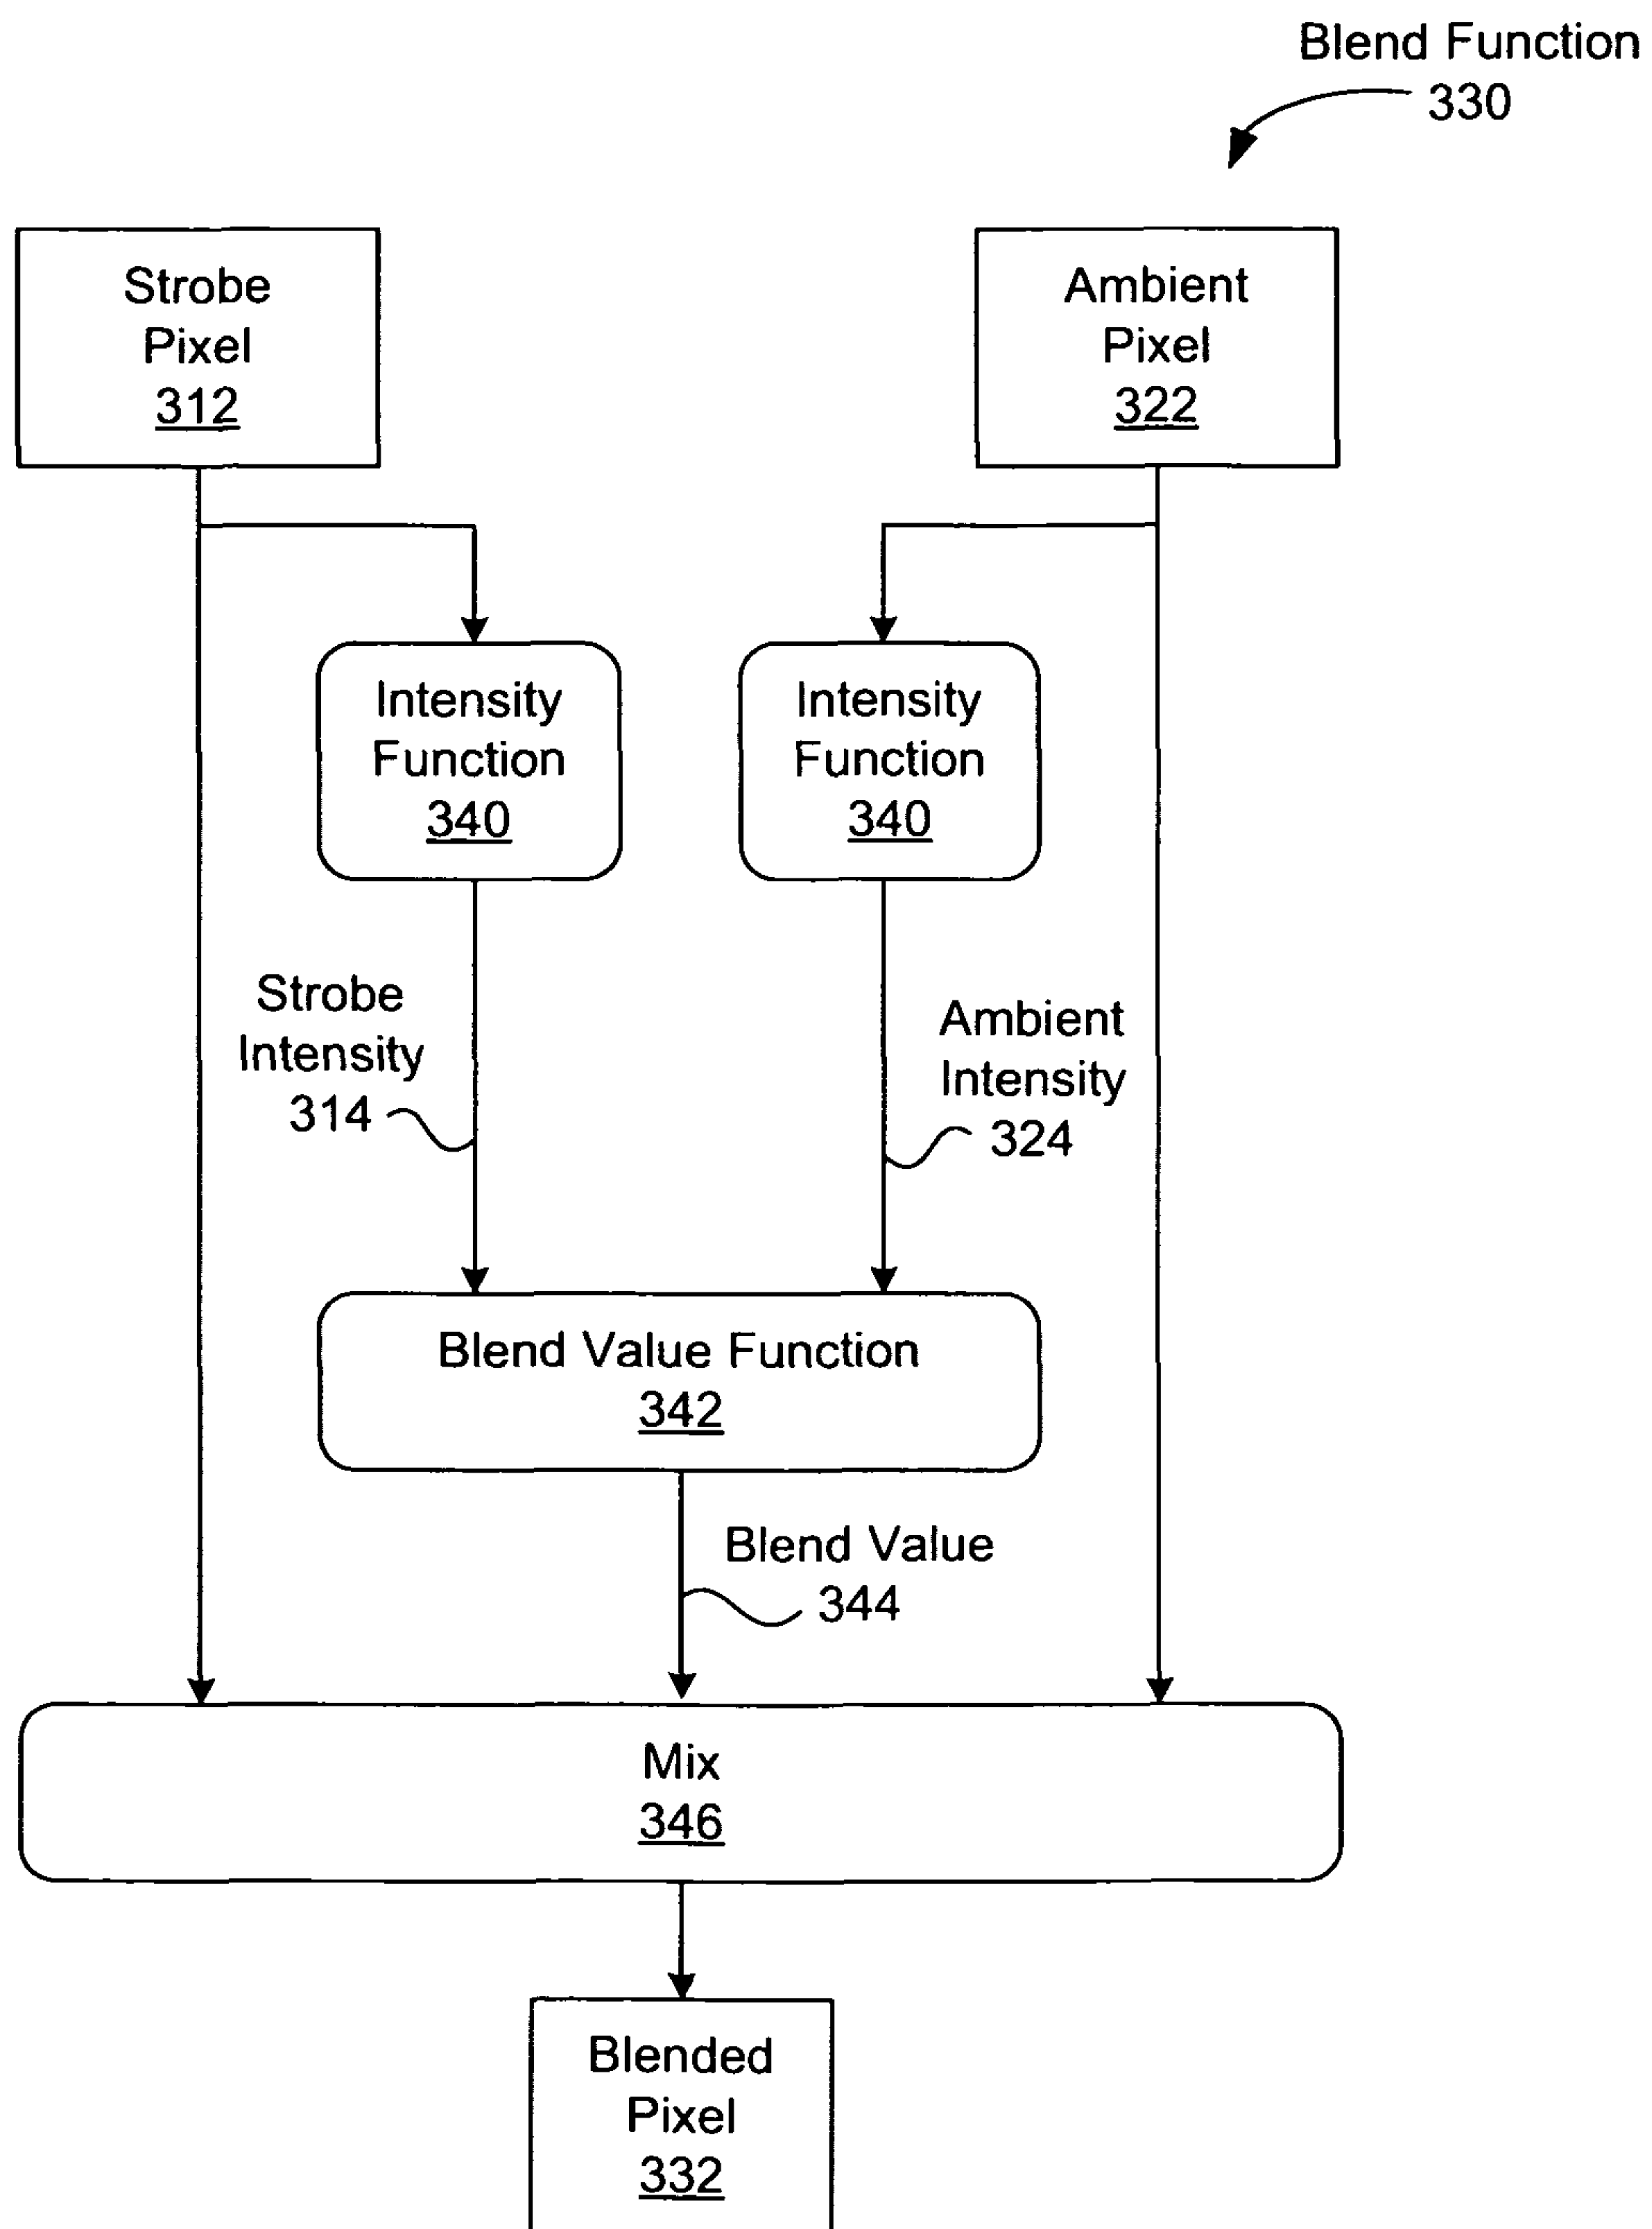 Blend Function
330
Strobe
Pixel
312
Ambient
Pixel
322
Intensity
Function
340
Intensity
Function
340
Strobe
Intensity
314
Ambient
Intensity
324
Blend Value Function
342
Blend Value
344
Mix
346
Blended
Pixel
332